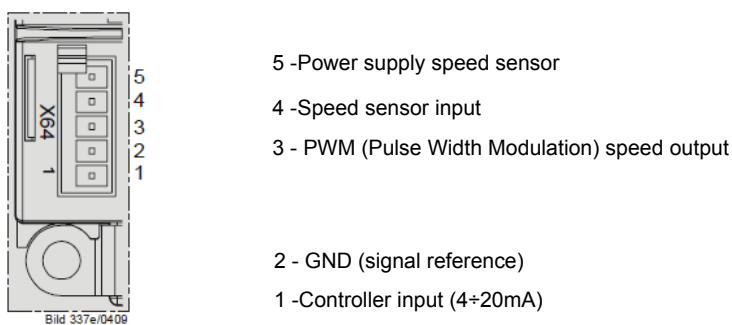 5
4
3
2
1
X64
1
Bild 337e/0409
5 -Power supply speed sensor
4 -Speed sensor input
3 - PWM (Pulse Width Modulation) speed output
2 - GND (signal reference)
1 -Controller input (4÷20mA)